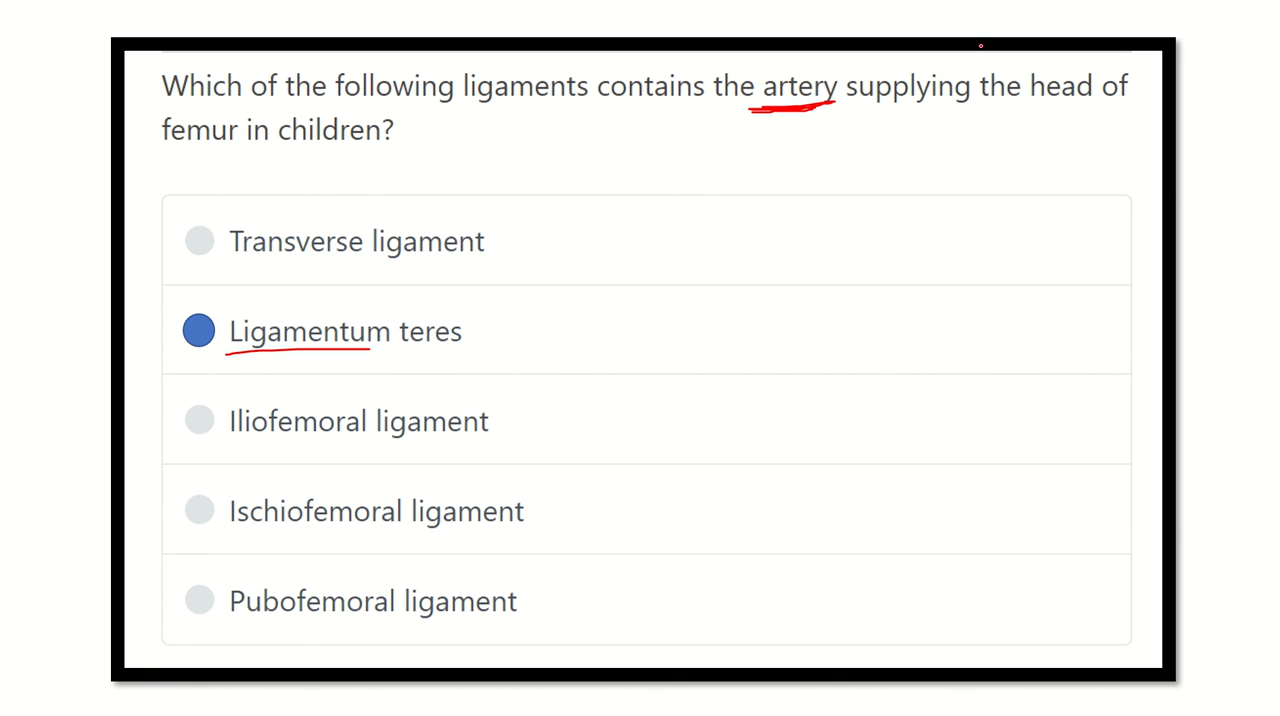 Which of the following ligaments contains the artery supplying the head of
femur in children?
Transverse ligament
Ligamentum teres
Iliofemoral ligament
Ischiofemoral ligament
Pubofemoral ligament